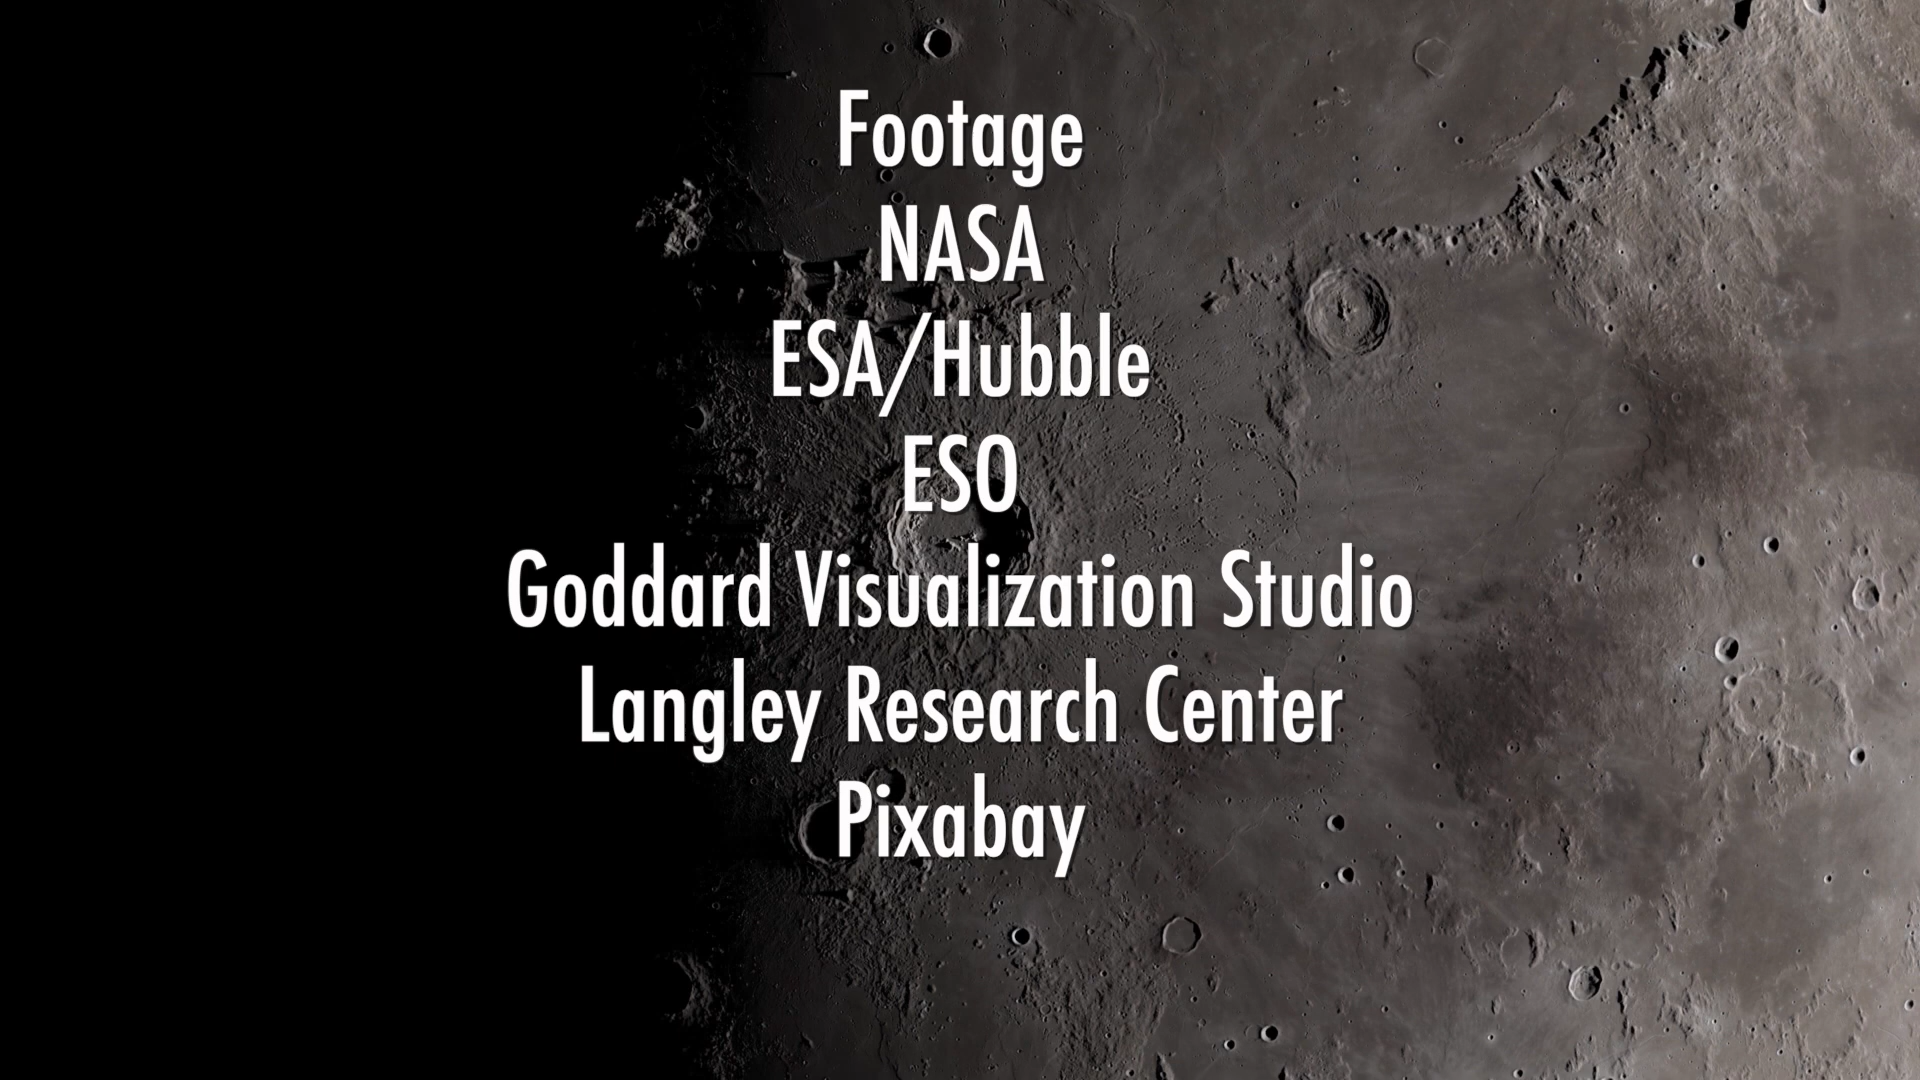 Footage
NASA
ESA/Hubble
ESO
Goddard Visualization Studio
Langley Research Center
Pixabay